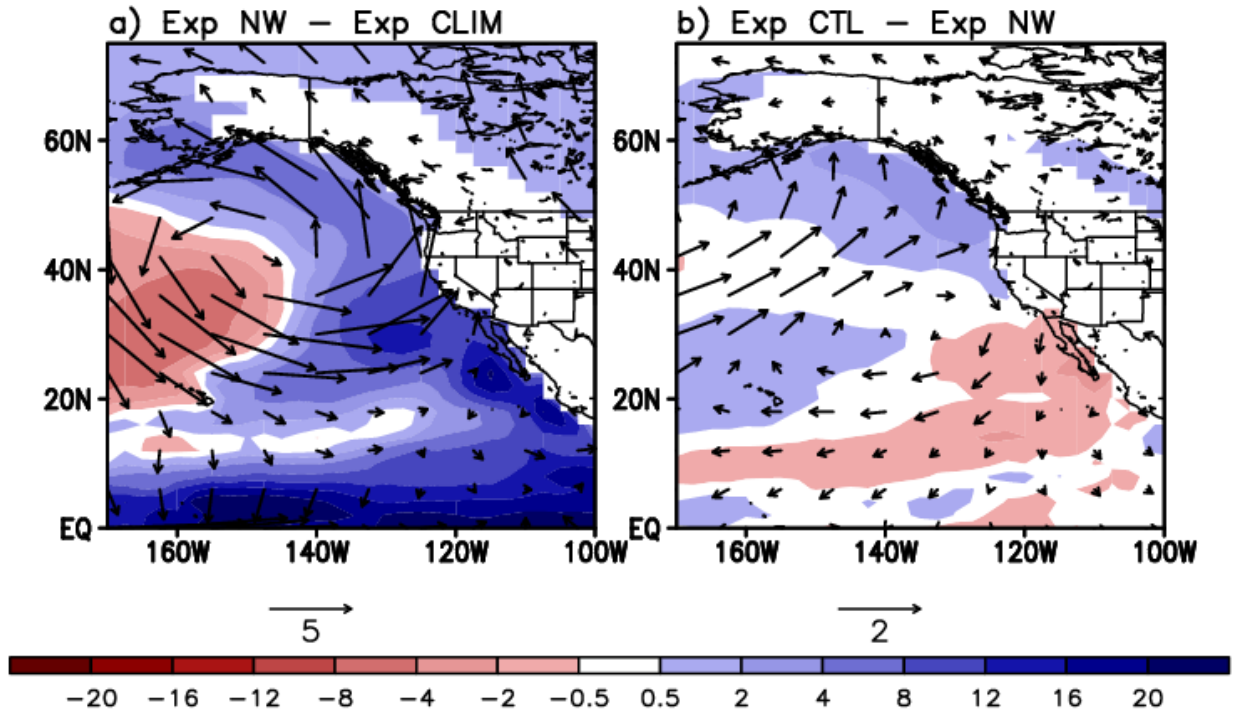 a) Exp NW − Exp CLIM
b) Exp CTL − Exp NW
60N
40N
20N
EQ
160W 140W 120W 100W
60N
40N
20N
EQ
160W 140W 120W 100W
5
2
−20 −16 −12 −8 −4 −2 −0.5 0.5 2 4 8 12 16 20